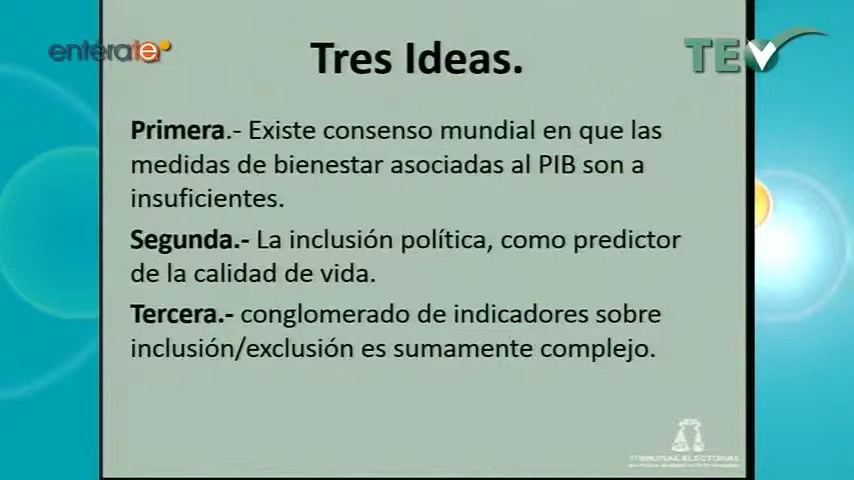 entérate
TE
Tres Ideas.
Primera.- Existe consenso mundial en que las
medidas de bienestar asociadas al PIB son a
insuficientes.
Segunda.- La inclusión política, como predictor
de la calidad de vida.
Tercera.- conglomerado de indicadores sobre
inclusión/exclusión es sumamente complejo.
TRIBUNAL ELECTORAL